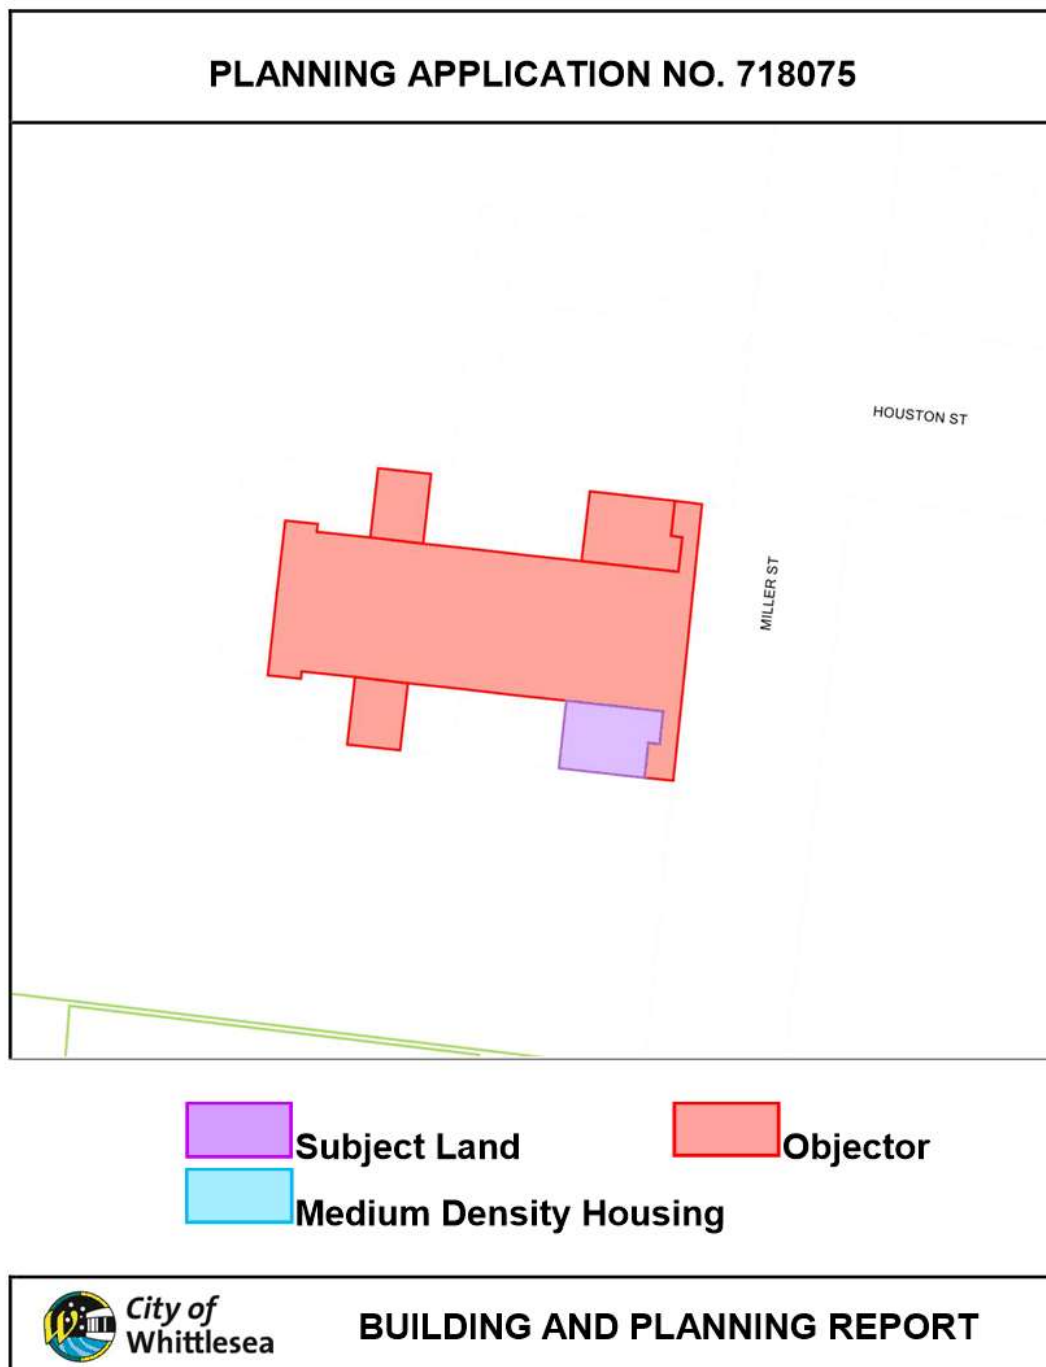 PLANNING APPLICATION NO. 718075
HOUSTON ST
MILLER ST
Subject Land
Objector
Medium Density Housing
City of
Whittlesea
BUILDING AND PLANNING REPORT